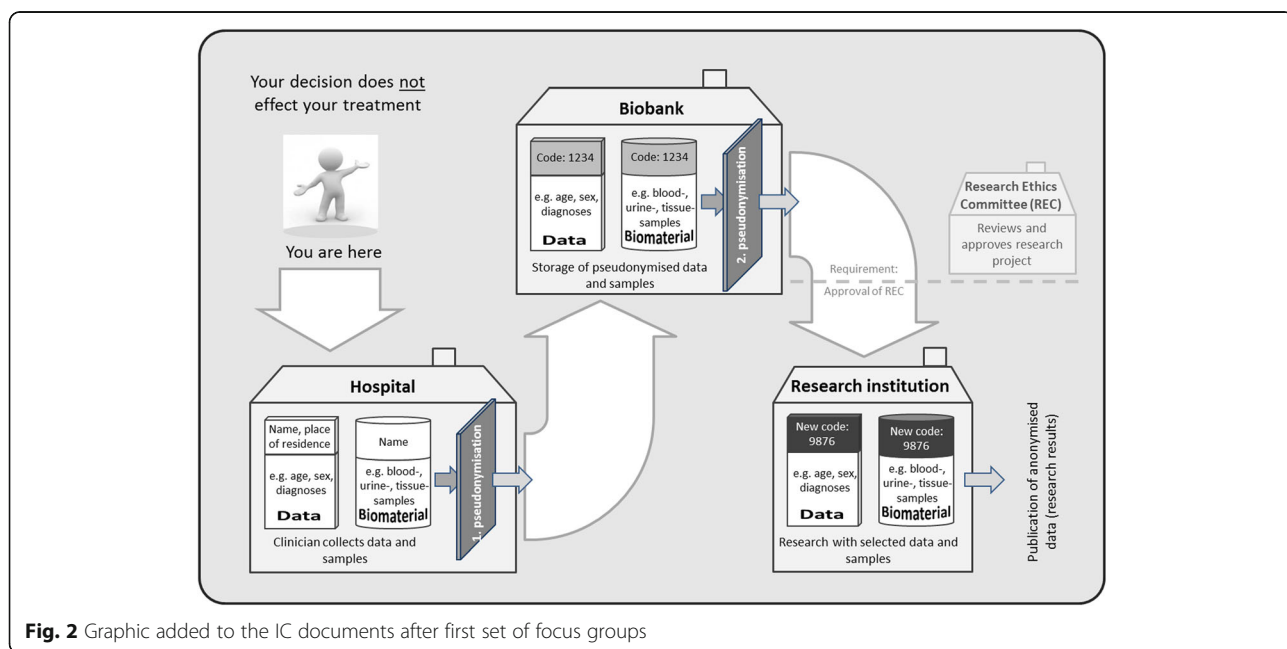 Your decision does not
effect your treatment
You are here
Hospital
Name, place
of residence
e.g. age, sex,
diagnoses
Data
Name
e.g. blood-,
urine-, tissue-
samples
Biomaterial
1. pseudonymisation
Clinician collects data and
samples
Biobank
Code: 1234
e.g. age, sex,
diagnoses
Data
Code: 1234
e.g. blood-,
urine-, tissue-
samples
Biomaterial
2. pseudonymisation
Storage of pseudonymised data
and samples
Requirement:
Approval of REC
Research Ethics
Committee (REC)
Reviews and
approves research
project
Research institution
New code:
9876
e.g. age, sex,
diagnoses
Data
New code:
9876
e.g. blood-,
urine-, tissue-
samples
Biomaterial
Research with selected data and
samples
Publication of anonymised
data (research results)
Fig. 2 Graphic added to the IC documents after first set of focus groups